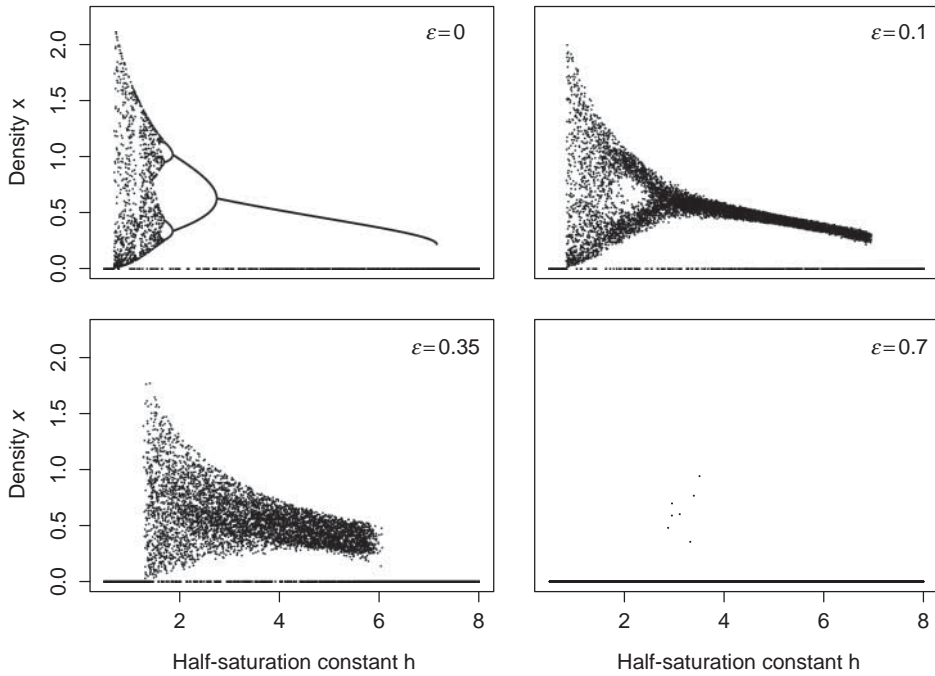 ε=0
ε=0.1
2.0
1.5
1.0
0.5
0.0
Density x
ε=0.35
ε=0.7
2.0
1.5
1.0
0.5
0.0
Density x
2 4 6 8
2 4 6 8
Half-saturation constant h
Half-saturation constant h